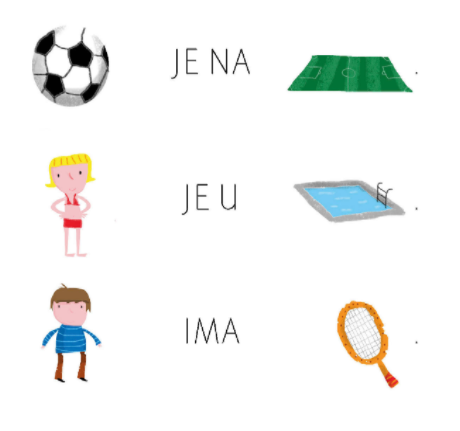 JE NA .
JE U .
IMA .